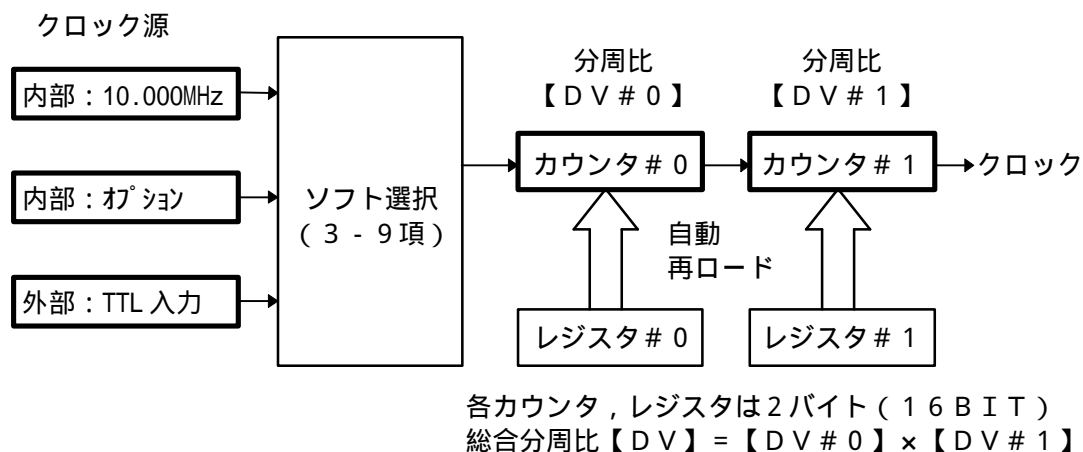 クロック源
内部：10.000MHz
内部：ｵﾌﾟｼｮﾝ
外部：TTL入力
ソフト選択
（３－９項）
分周比
【ＤＶ＃０】
分周比
【ＤＶ＃１】
カウンタ＃０
カウンタ＃１
クロック
自動
再ロード
レジスタ＃０
レジスタ＃１
各カウンタ，レジスタは２バイト（１６ＢＩＴ）
総合分周比【ＤＶ】＝【ＤＶ＃０】×【ＤＶ＃１】